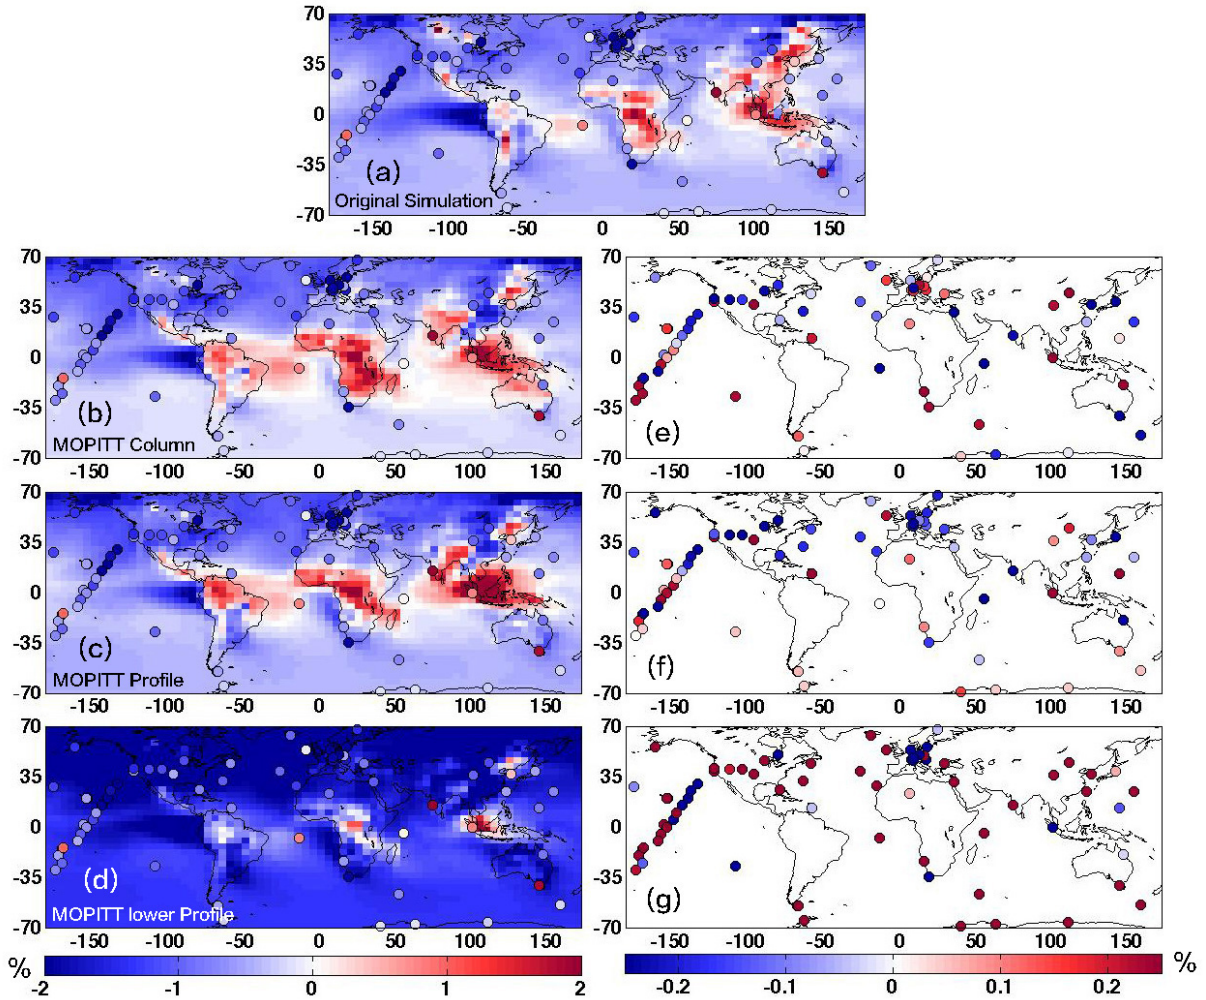 70
35
0
-35
-70
(a)
Original Simulation
-150 -100 -50 0 50 100 150
70
35
0
-35
-70
(b)
MOPITT Column
-150 -100 -50 0 50 100 150
70
35
0
-35
-70
(e)
-150 -100 -50 0 50 100 150
70
35
0
-35
-70
(c)
MOPITT Profile
-150 -100 -50 0 50 100 150
70
35
0
-35
-70
(f)
-150 -100 -50 0 50 100 150
70
35
0
-35
-70
(d)
MOPITT lower Profile
-150 -100 -50 0 50 100 150
70
35
0
-35
-70
(g)
-150 -100 -50 0 50 100 150
%
-2 -1 0 1 2
%
-0.2 -0.1 0 0.1 0.2